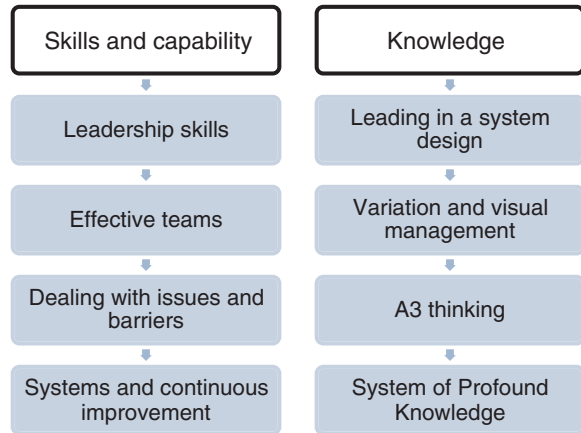 Skills and capability
Leadership skills
Effective teams
Dealing with issues and
barriers
Systems and continuous
improvement
Knowledge
Leading in a system
design
Variation and visual
management
A3 thinking
System of Profound
Knowledge